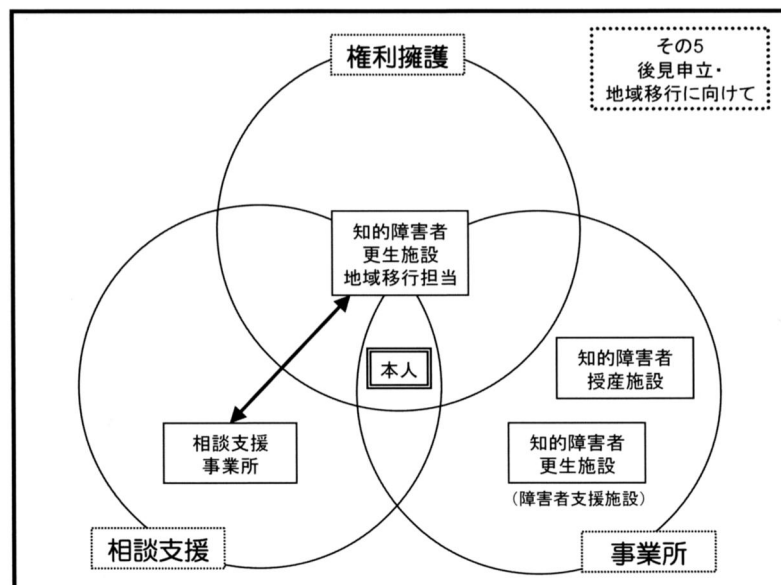 権利擁護
その5
後見申立・
地域移行に向けて
知的障害者
更生施設
地域移行担当
本人
知的障害者
授産施設
相談支援
事業所
知的障害者
更生施設
(障害者支援施設)
相談支援
事業所